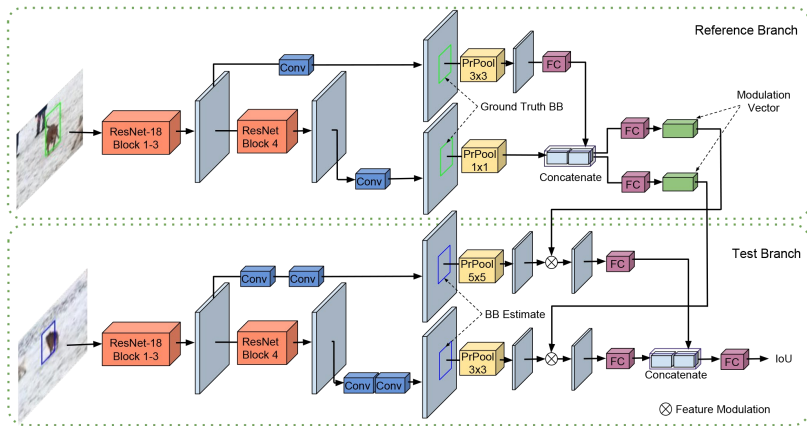 Reference Branch
Conv
PrPool
3x3
FC
Modulation
Vector
Ground Truth BB
ResNet-18
Block 1-3
ResNet
Block 4
FC
PrPool
1x1
Concatenate
FC
Conv
Test Branch
Conv
Conv
PrPool
5x5
FC
BB Estimate
ResNet-18
Block 1-3
ResNet
Block 4
PrPool
3x3
FC
FC
IoU
Concatenate
Conv
Conv
Feature Modulation